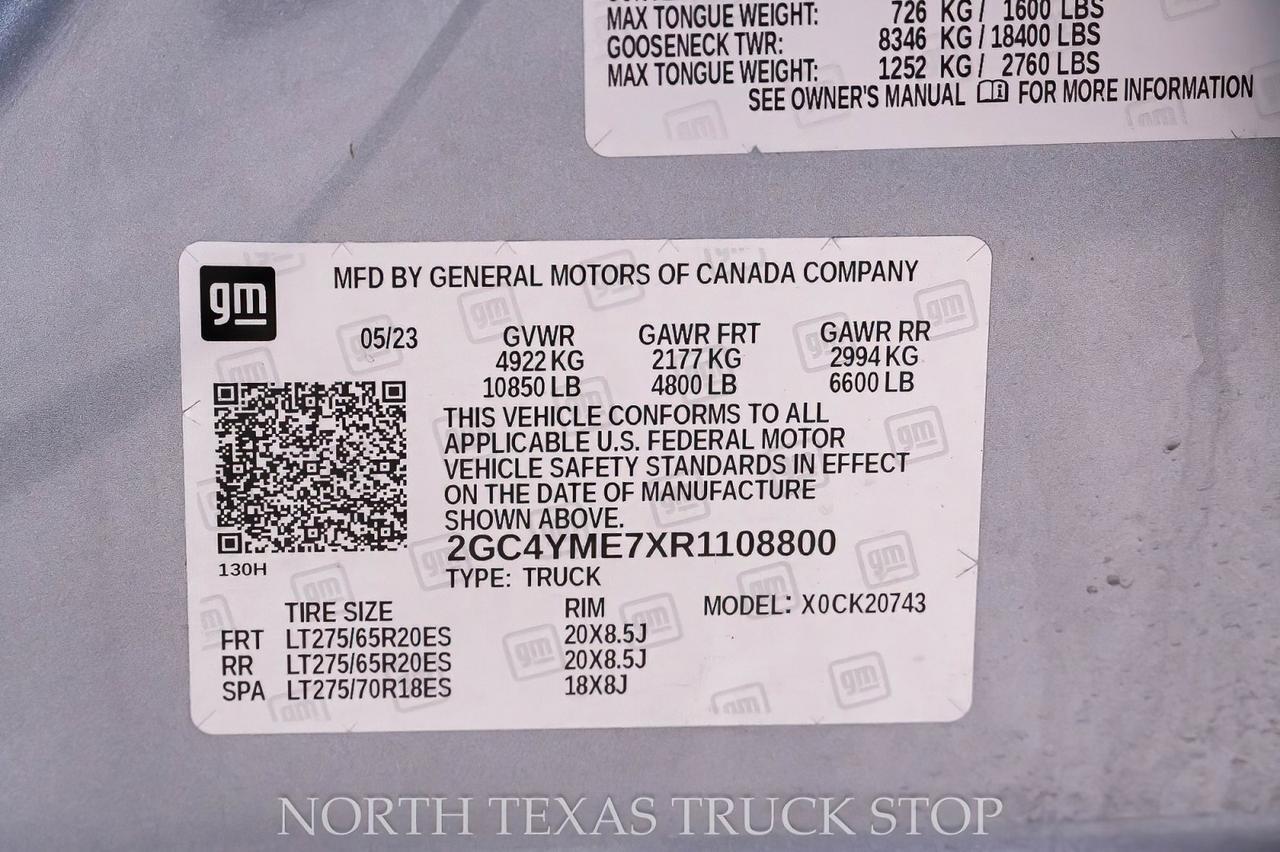 MAX TONGUE WEIGHT: 726 KG / 1600 LBS
GOOSENECK TWR: 8346 KG / 18400 LBS
MAX TONGUE WEIGHT: 1252 KG / 2760 LBS
SEE OWNER'S MANUAL FOR MORE INFORMATION
gm
MFD BY GENERAL MOTORS OF CANADA COMPANY
05/23 GVWR GAWR FRT GAWR RR
4922 KG 2177 KG 2994 KG
10850 LB 4800 LB 6600 LB
THIS VEHICLE CONFORMS TO ALL
APPLICABLE U.S. FEDERAL MOTOR
VEHICLE SAFETY STANDARDS IN EFFECT
ON THE DATE OF MANUFACTURE
SHOWN ABOVE.
2GC4YME7XR1108800
130H
TYPE: TRUCK
TIRE SIZE RIM MODEL: X0CK20743
FRT LT275/65R20ES 20X8.5J
RR LT275/65R20ES 20X8.5J
SPA LT275/70R18ES 18X8J
NORTH TEXAS TRUCK STOP